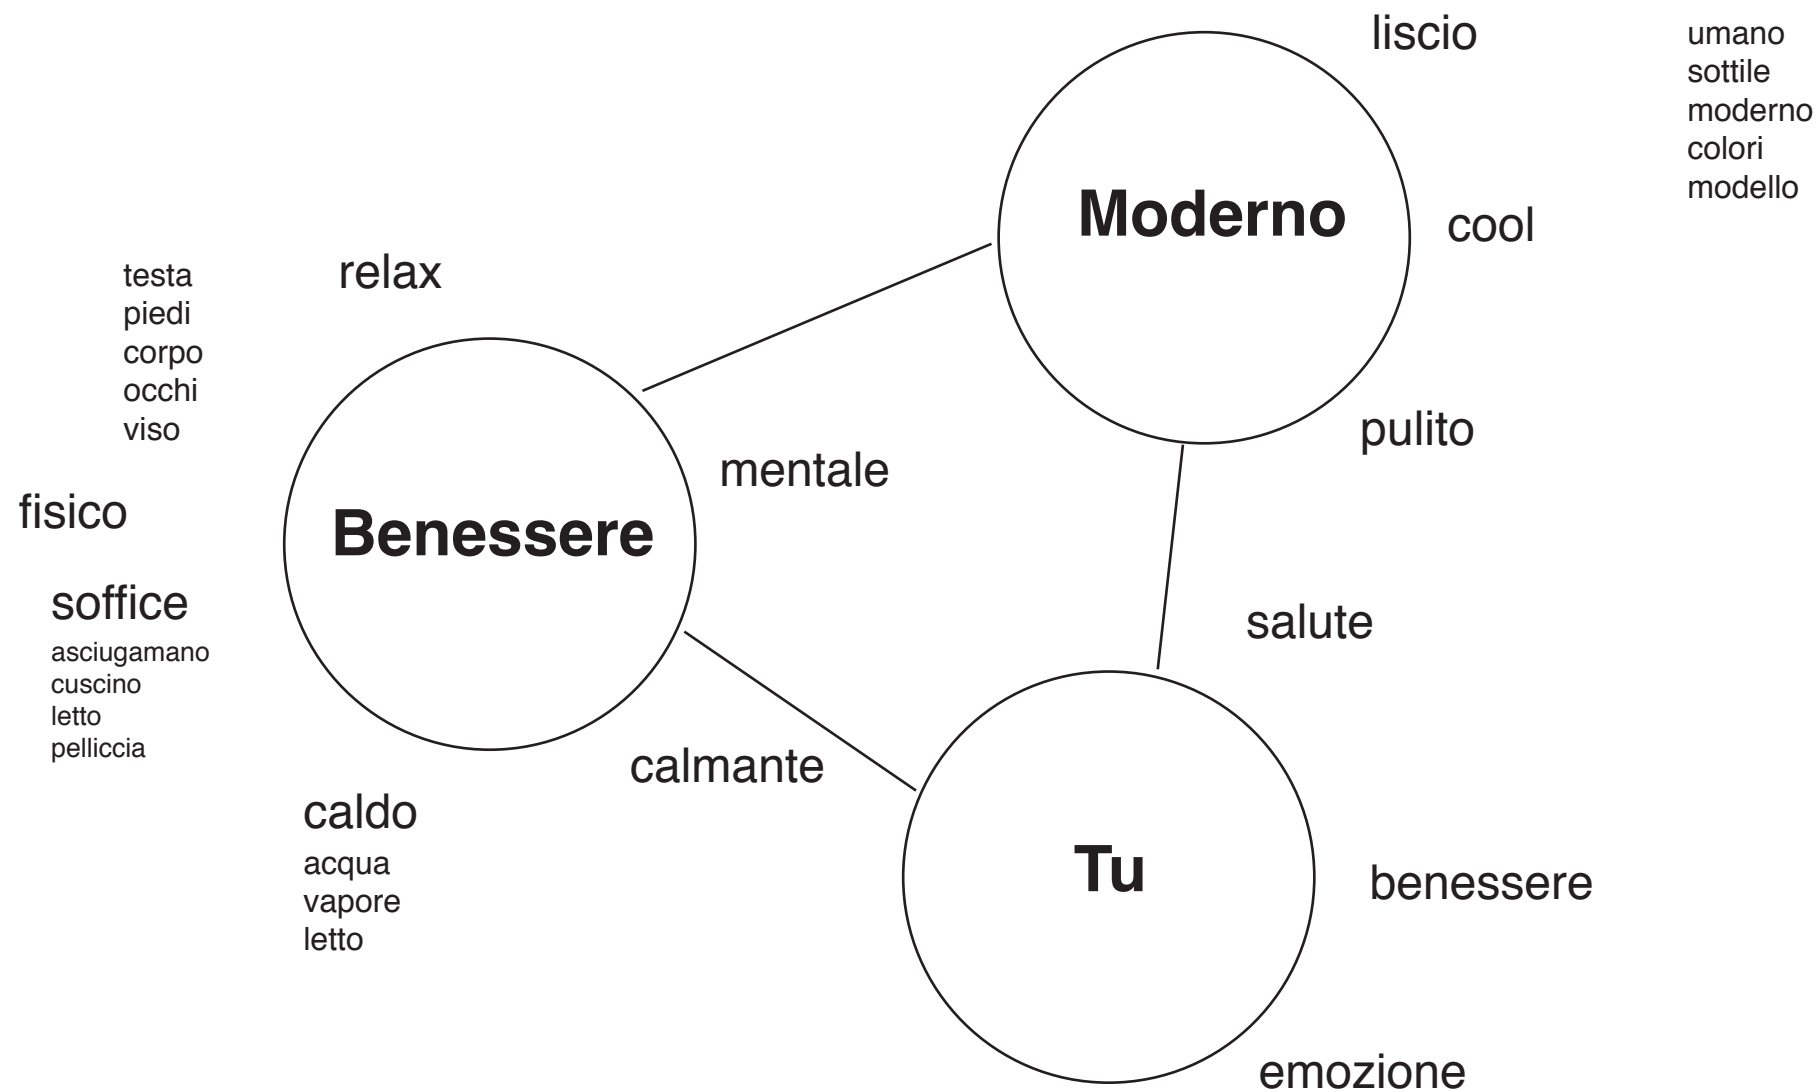 liscio
umano
sottile
moderno
colori
modello
Moderno
cool
relax
testa
piedi
corpo
occhi
viso
pulito
mentale
fisico
Benessere
soffice
asciugamano
cuscino
letto
pelliccia
salute
calmante
caldo
acqua
vapore
letto
Tu
benessere
emozione